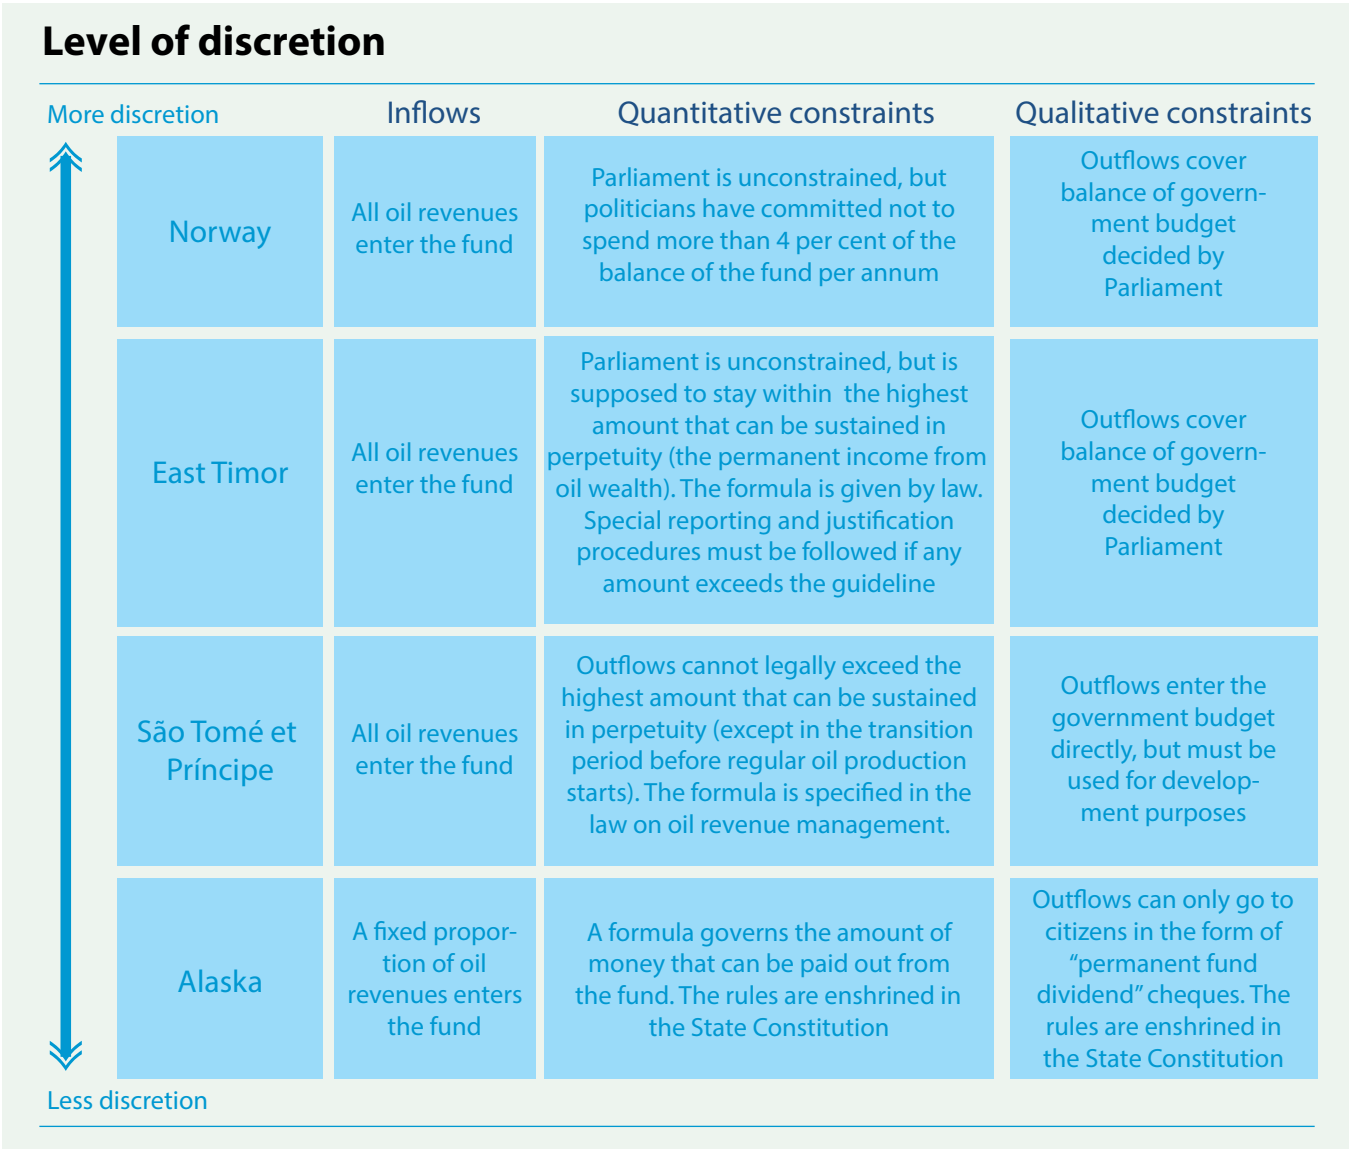 Level of discretion
More discretion
Inflows
Quantitative constraints
Qualitative constraints
Norway
All oil revenues
enter the fund
Parliament is unconstrained, but
politicians have committed not to
spend more than 4 per cent of the
balance of the fund per annum
Outflows cover
balance of govern-
ment budget
decided by
Parliament
East Timor
All oil revenues
enter the fund
Parliament is unconstrained, but is
supposed to stay within the highest
amount that can be sustained in
perpetuity (the permanent income from
oil wealth). The formula is given by law.
Special reporting and justification
procedures must be followed if any
amount exceeds the guideline
Outflows cover
balance of govern-
ment budget
decided by
Parliament
São Tomé et
Príncipe
All oil revenues
enter the fund
Outflows cannot legally exceed the
highest amount that can be sustained
in perpetuity (except in the transition
period before regular oil production
starts). The formula is specified in the
law on oil revenue management.
Outflows enter the
government budget
directly, but must be
used for develop-
ment purposes
Alaska
A fixed propor-
tion of oil
revenues enters
the fund
A formula governs the amount of
money that can be paid out from
the fund. The rules are enshrined in
the State Constitution
Outflows can only go to
citizens in the form of
“permanent fund
dividend” cheques. The
rules are enshrined in
the State Constitution
Less discretion